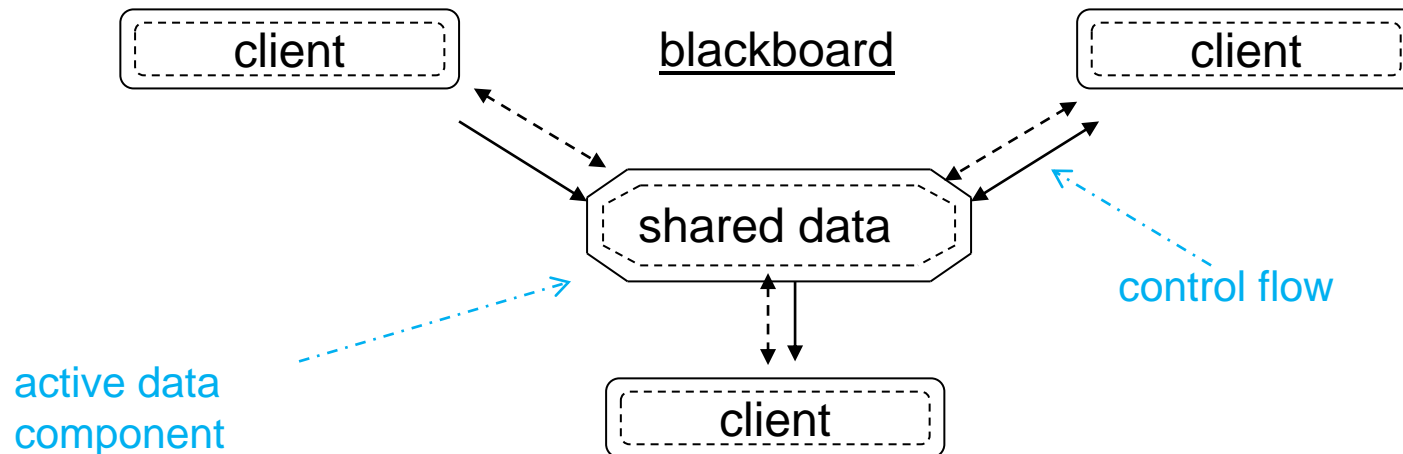 client
blackboard
client
shared data
control flow
active data
component
client